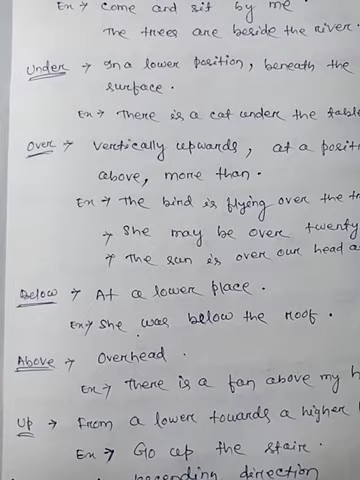 Ex → Come and sit by me.
The trees are beside the river.
Under → In a lower position, beneath the
surface.
Ex → There is a cat under the table
Over → Vertically upwards, at a positi
above, more than.
Ex → The bind is flying over the tr
→ She may be over twenty
→ The sun is over our head a
Below → At a lower place.
Ex → She was below the roof.
Above → Overhead.
Ex → There is a fan above my h
Up → From a lower towards a higher
Ex → Go up the stair.
direction